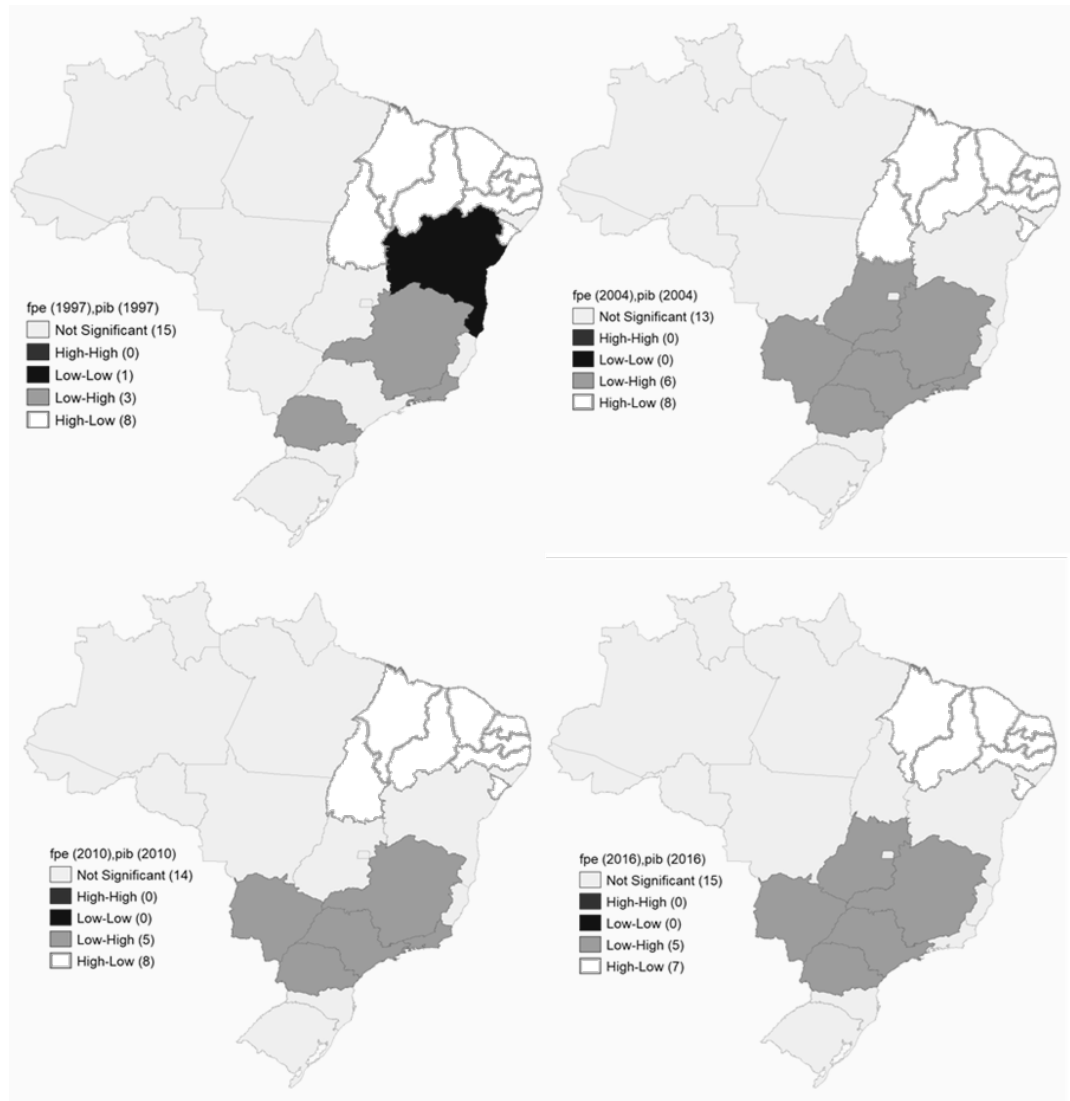 fpe (1997),pib (1997)
Not Significant (15)
High-High (0)
Low-Low (1)
Low-High (3)
High-Low (8)
fpe (2004),pib (2004)
Not Significant (13)
High-High (0)
Low-Low (0)
Low-High (6)
High-Low (8)
fpe (2010),pib (2010)
Not Significant (14)
High-High (0)
Low-Low (0)
Low-High (5)
High-Low (8)
fpe (2016),pib (2016)
Not Significant (15)
High-High (0)
Low-Low (0)
Low-High (5)
High-Low (7)